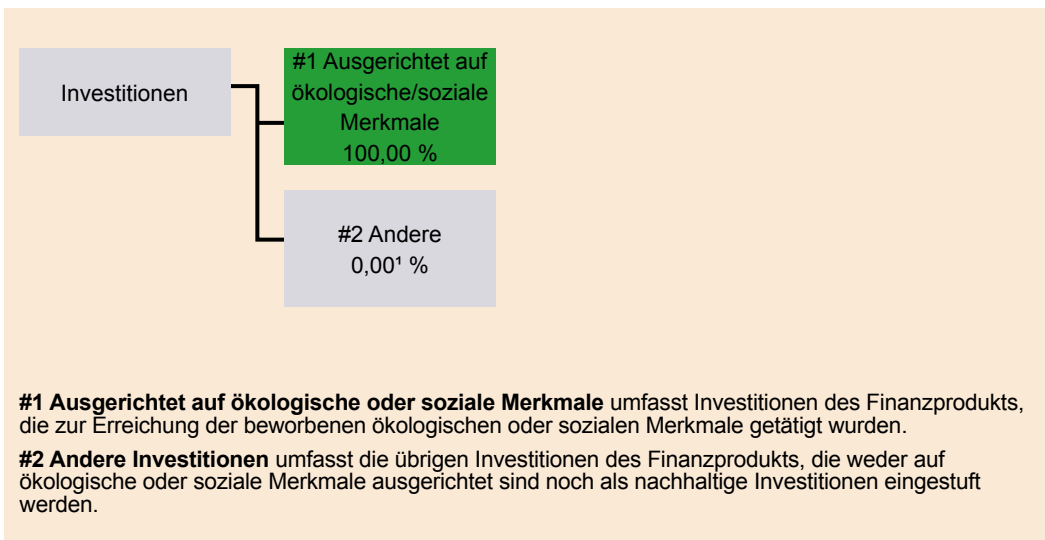 Investitionen
#1 Ausgerichtet auf
ökologische/soziale
Merkmale
100,00 %
#2 Andere
0,00¹ %
#1 Ausgerichtet auf ökologische oder soziale Merkmale umfasst Investitionen des Finanzprodukts,
die zur Erreichung der beworbenen ökologischen oder sozialen Merkmale getätigt wurden.
#2 Andere Investitionen umfasst die übrigen Investitionen des Finanzprodukts, die weder auf
ökologische oder soziale Merkmale ausgerichtet sind noch als nachhaltige Investitionen eingestuft
werden.